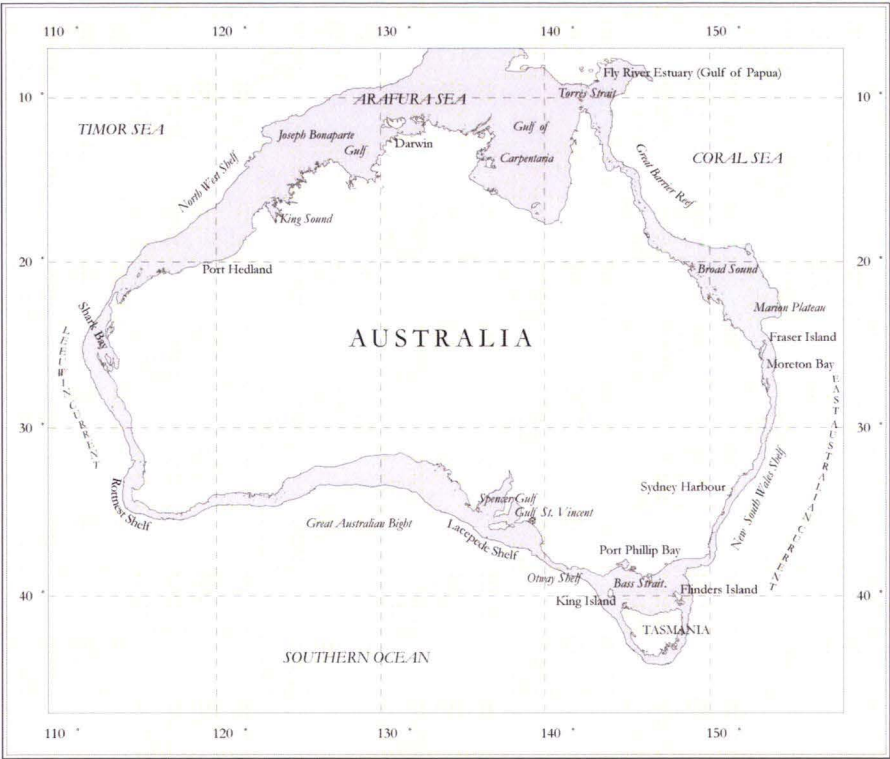 110 °
120 °
130 °
140 °
150 °
Fly River Estuary (Gulf of Papua)
10 °
10 °
ARAFURA SEA
Torres Strait
TIMOR SEA
Joseph Bonaparte
Gulf
Darwin
Gulf of
Carpentaria
Great Barrier Reef
CORAL SEA
North West Shelf
King Sound
20 °
20 °
Port Hedland
Broad Sound
Marion Plateau
Shark Bay
LEEUWIN CURRENT
AUSTRALIA
Fraser Island
Moreton Bay
EAST AUSTRALIAN CURRENT
30 °
30 °
Rottnest Shelf
Great Australian Bight
Spencer Gulf
Gulf St. Vincent
Lacepede Shelf
Sydney Harbour
New South Wales Shelf
Port Phillip Bay
Otway Shelf
Bass Strait.
King Island
Flinders Island
40 °
40 °
TASMANIA
SOUTHERN OCEAN
110 °
120 °
130 °
140 °
150 °